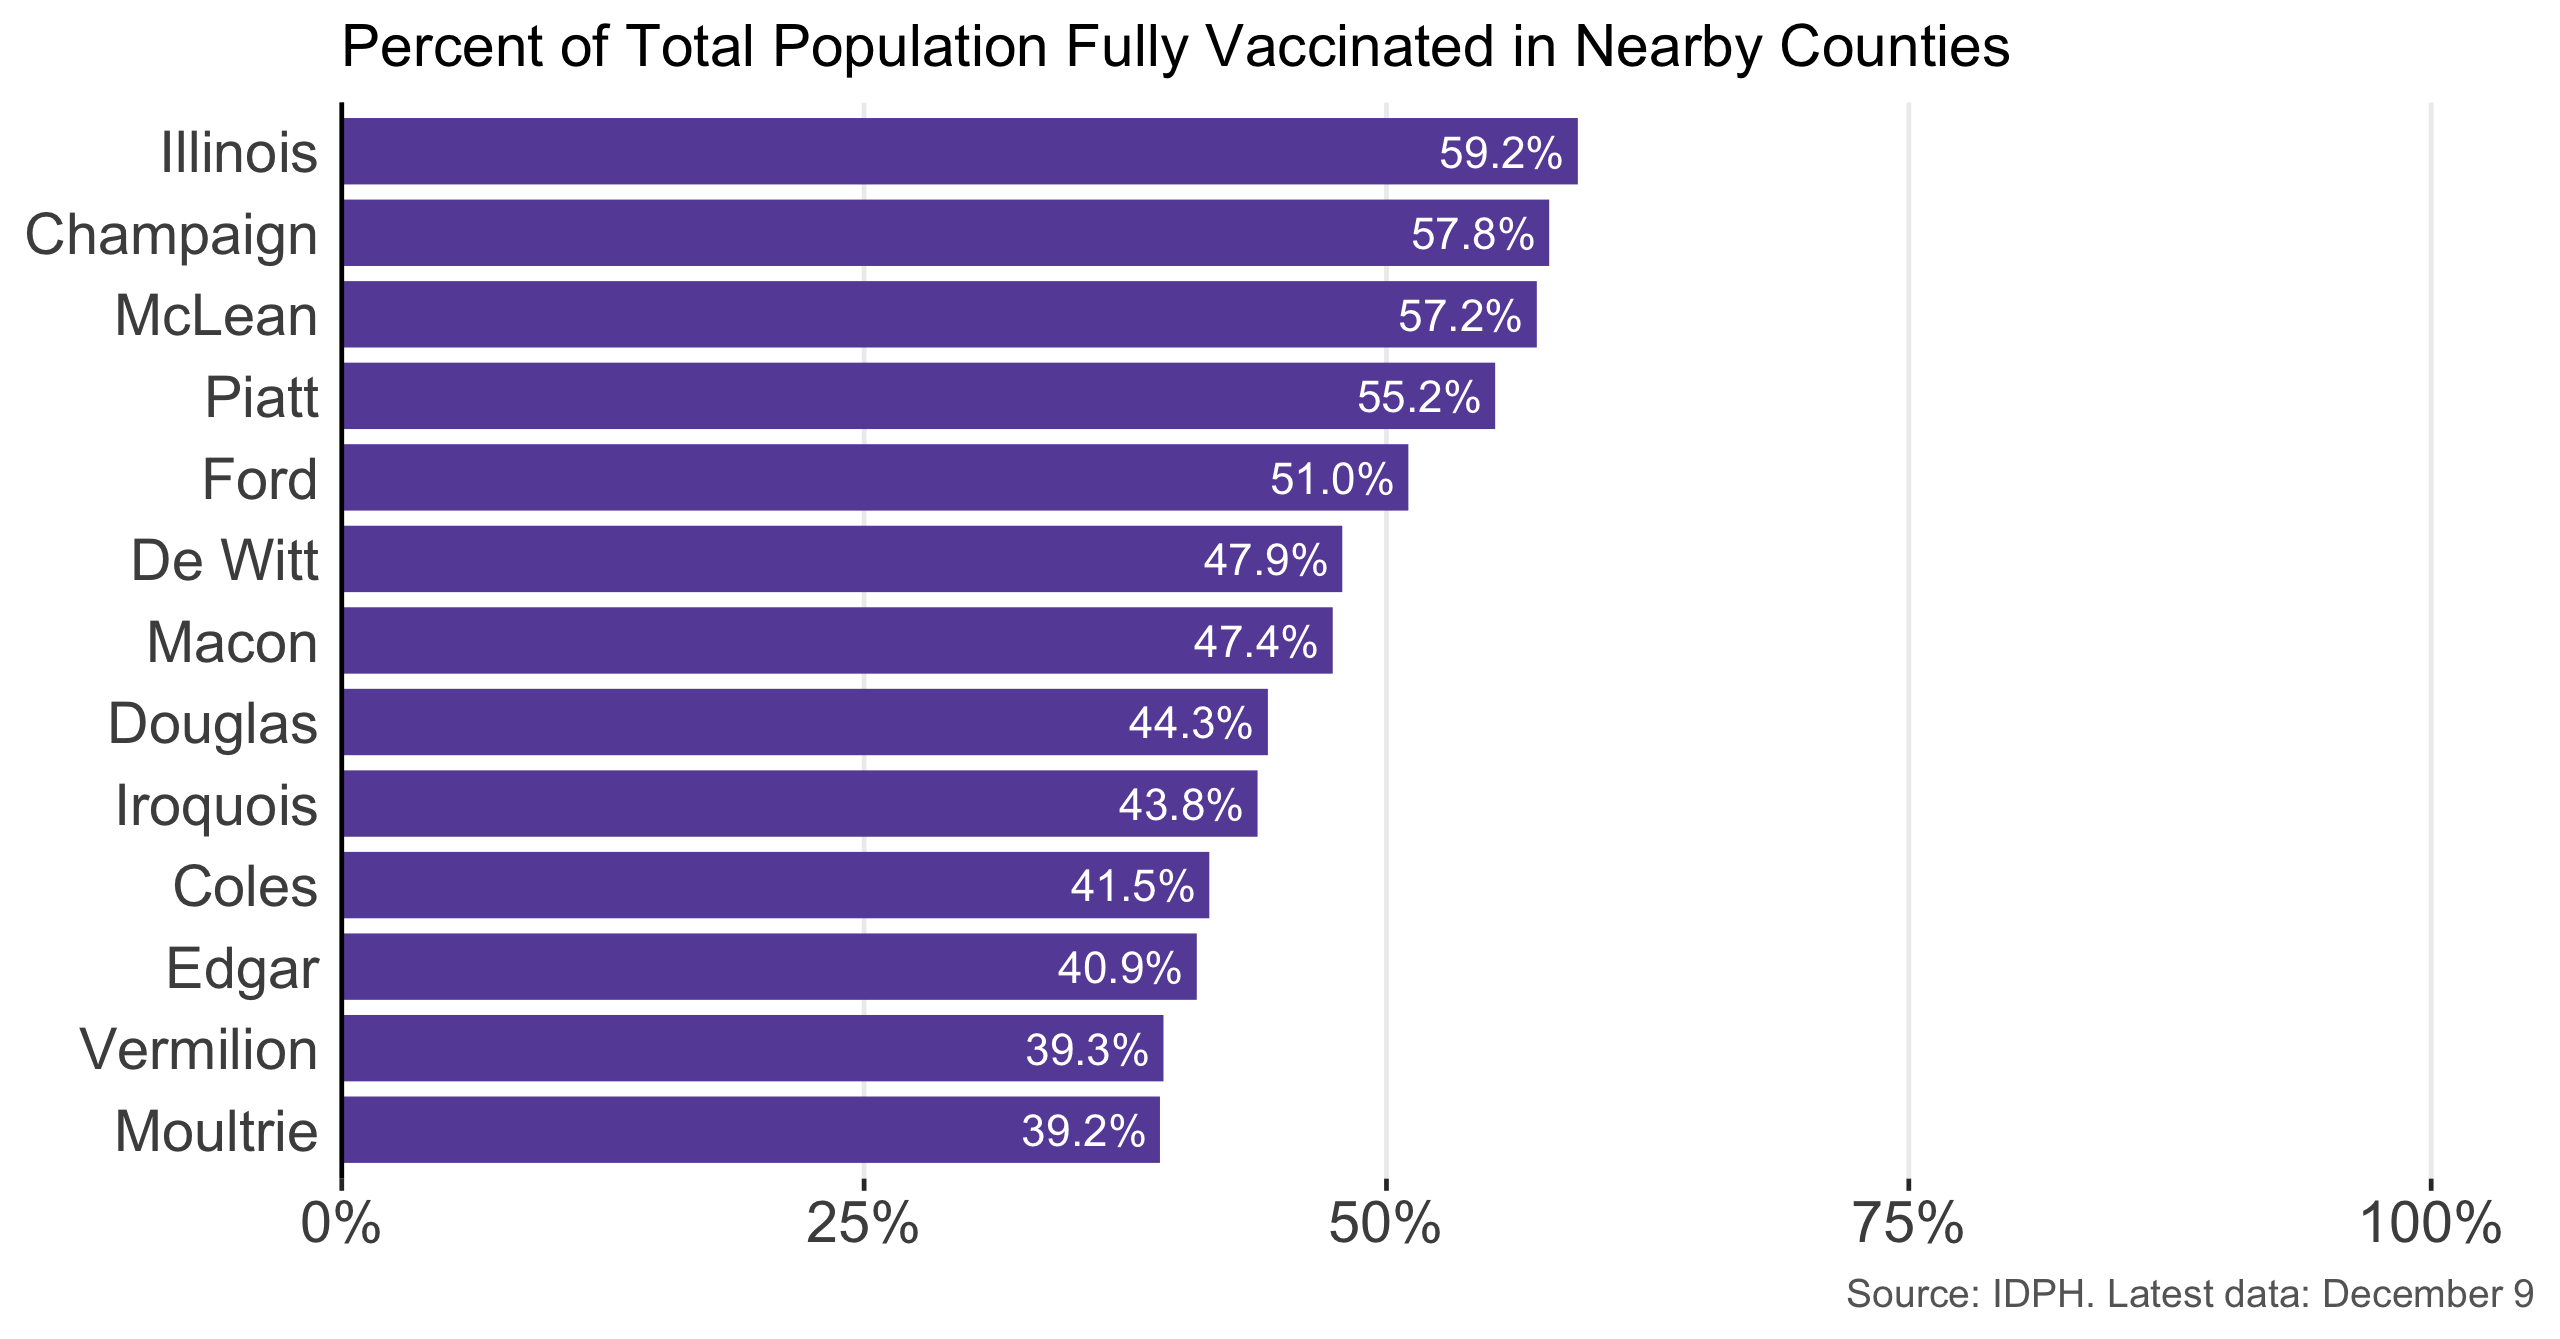 Percent of Total Population Fully Vaccinated in Nearby Counties
Illinois 59.2%
Champaign 57.8%
McLean 57.2%
Piatt 55.2%
Ford 51.0%
De Witt 47.9%
Macon 47.4%
Douglas 44.3%
Iroquois 43.8%
Coles 41.5%
Edgar 40.9%
Vermilion 39.3%
Moultrie 39.2%
0% 25% 50% 75% 100%
Source: IDPH. Latest data: December 9